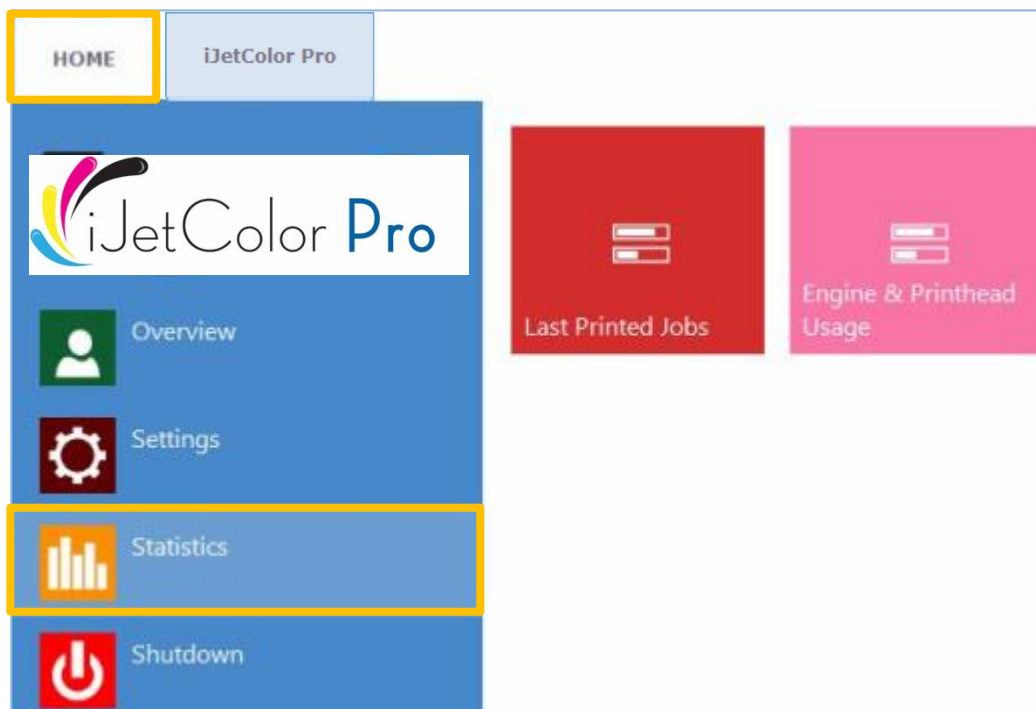 HOME
iJetColor Pro
iJetColor Pro
Overview
Settings
Statistics
Shutdown
Last Printed Jobs
Engine & Printhead
Usage